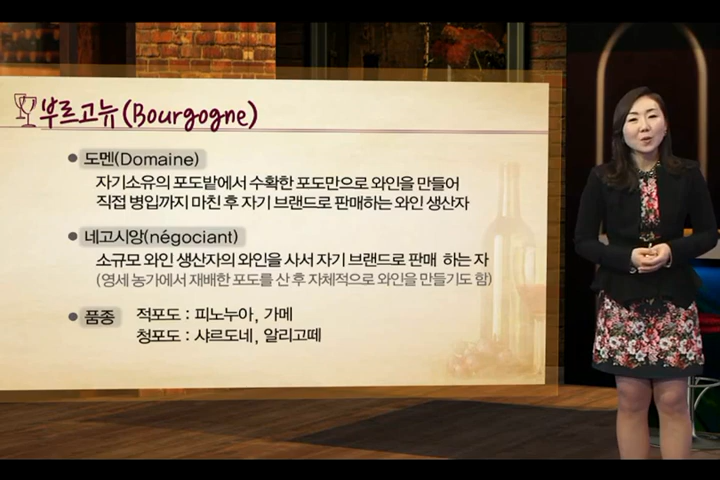 부르고뉴(Bourgogne)
도멘(Domaine)
자기소유의 포도밭에서 수확한 포도만으로 와인을 만들어
직접 병입까지 마친 후 자기 브랜드로 판매하는 와인 생산자
네고시앙(négociant)
소규모 와인 생산자의 와인을 사서 자기 브랜드로 판매 하는 자
(영세 농가에서 재배한 포도를 산 후 자체적으로 와인을 만들기도 함)
품종 적포도 : 피노누아, 가메
청포도 : 샤르도네, 알리고떼